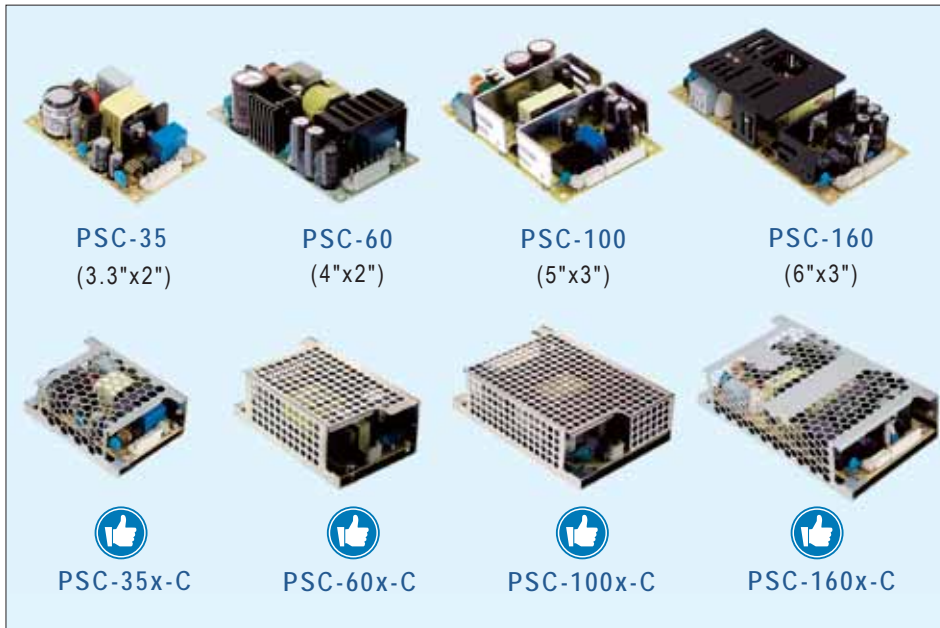 PSC-35 PSC-60 PSC-100 PSC-160
(3.3"x2") (4"x2") (5"x3") (6"x3")
PSC-35x-C PSC-60x-C PSC-100x-C PSC-160x-C